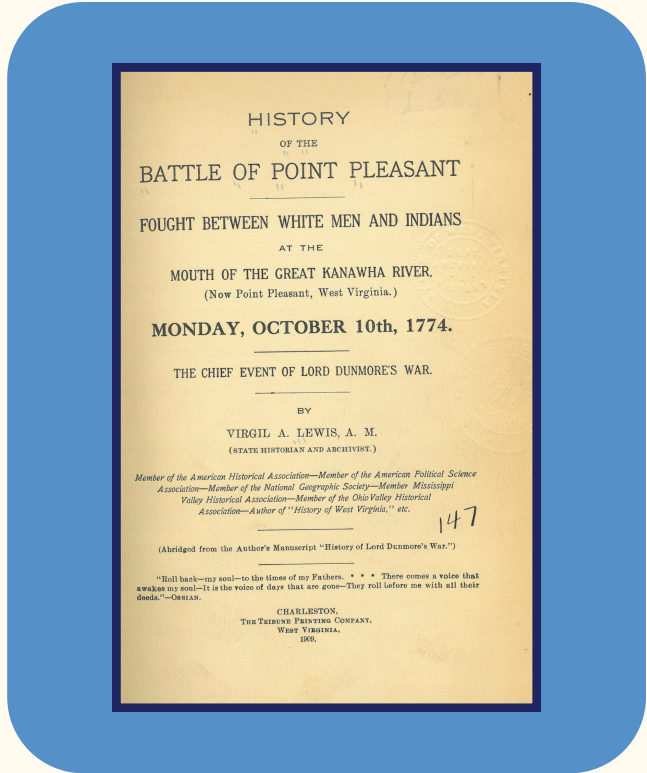 HISTORY
OF THE
BATTLE OF POINT PLEASANT
FOUGHT BETWEEN WHITE MEN AND INDIANS
AT THE
MOUTH OF THE GREAT KANAWHA RIVER,
(Now Point Pleasant, West Virginia.)
MONDAY, OCTOBER 10th, 1774.
THE CHIEF EVENT OF LORD DUNMORE'S WAR.
BY
VIRGIL A. LEWIS, A. M.
(STATE HISTORIAN AND ARCHIVIST.)
Member of the American Historical Association—Member of the American Political Science
Association—Member of the National Geographic Society—Member Mississippi
Valley Historical Association—Member of the Ohio Valley Historical
Association—Author of "History of West Virginia," etc.
147
(Abridged from the Author's Manuscript "History of Lord Dunmore's War.")
"Roll back—my soul—to the times of my Fathers. * * * There comes a voice that
awakes my soul—It is the voice of days that are gone—They roll before me with all their
deeds."—OSSIAN.
CHARLESTON,
THE TRIBUNE PRINTING COMPANY,
WEST VIRGINIA,
1909.